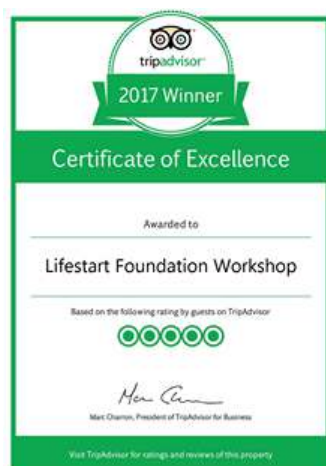 tripadvisor
2017 Winner
Certificate of Excellence
Awarded to
Lifestart Foundation Workshop
Based on the following rating by guests on TripAdvisor
Marc Charron, President of TripAdvisor for Business
Visit TripAdvisor for ratings and reviews of this property